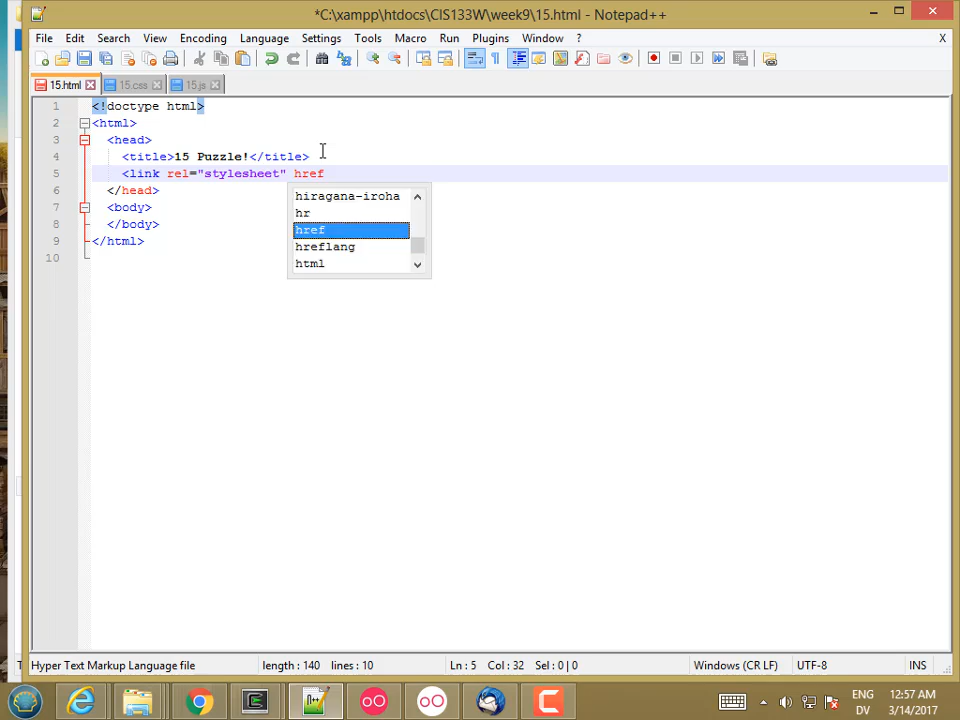 *C:\xampp\htdocs\CIS133W\week9\15.html - Notepad++
File Edit Search View Encoding Language Settings Tools Macro Run Plugins Window ? X
15.html 15.css 15.js
1 <!doctype html>
2 <html>
3 <head>
4 <title>15 Puzzle!</title>
5 <link rel="stylesheet" href
6 </head>
7 <body>
8 </body>
9 </html>
10
hiragana-iroha
hr
href
hreflang
html
Hyper Text Markup Language file length : 140 lines : 10 Ln : 5 Col : 32 Sel : 0 | 0 Windows (CR LF) UTF-8 INS
ENG 12:57 AM
DV 3/14/2017